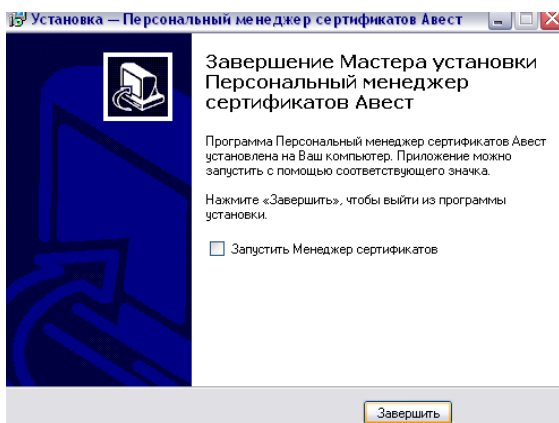 Установка — Персональный менеджер сертификатов Авест
Завершение Мастера установки
Персональный менеджер
сертификатов Авест
Программа Персональный менеджер сертификатов Авест
установлена на Ваш компьютер. Приложение можно
запустить с помощью соответствующего значка.
Нажмите «Завершить», чтобы выйти из программы
установки.
Запустить Менеджер сертификатов
Завершить